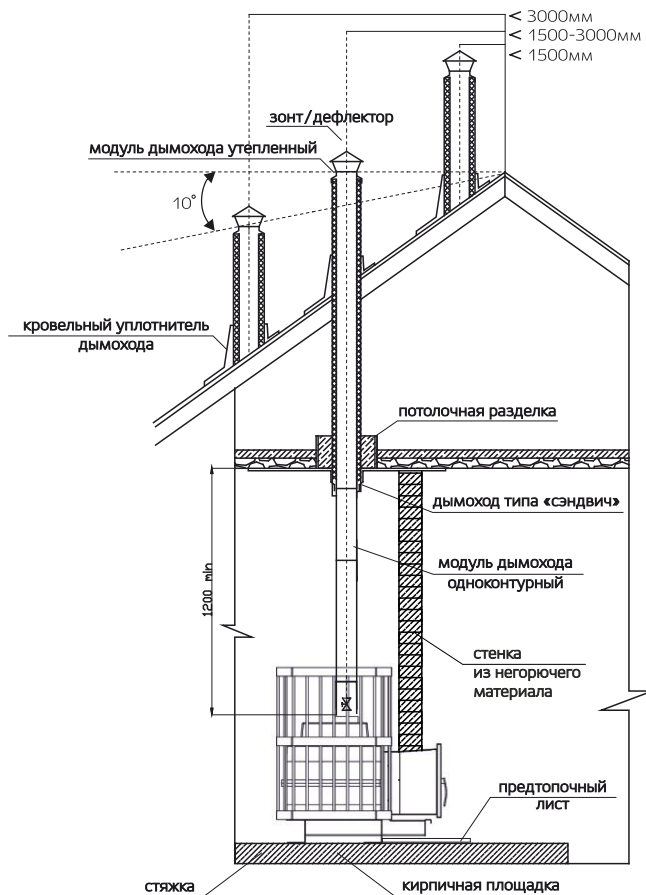 < 3000мм
< 1500-3000мм
< 1500мм
зонт/дефлектор
модуль дымохода утепленный
10°
кровельный уплотнитель
дымохода
потолочная разделка
дымоход типа «сэндвич»
модуль дымохода
одноконтурный
1200 min
стенка
из негорючего
материала
предтопочный
лист
стяжка
кирпичная площадка